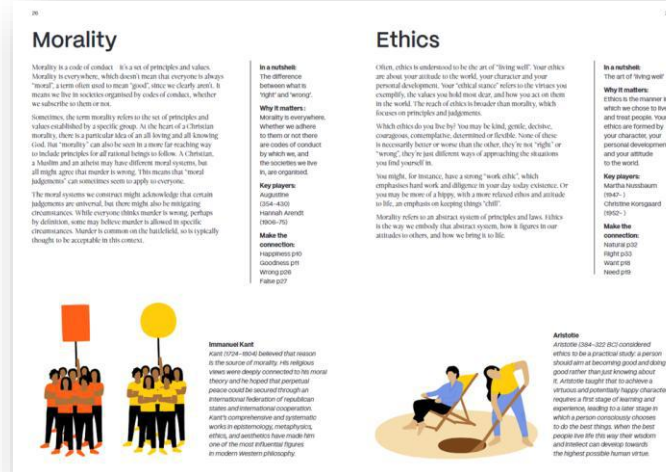 20
Morality
Morality is a code of conduct – it's a set of principles and values.
Morality is everywhere, which doesn't mean that everyone is always
"moral", a term often used to mean "good", since we clearly aren't. It
means we live in societies organised by codes of conduct, whether
we subscribe to them or not.
Sometimes, the term morality refers to the set of principles and
values established by a specific group. At the heart of a Christian
morality, there is a particular idea of an all loving and all knowing
God. But "morality" can also be seen in a more far reaching way
to include principles for all rational beings to follow. A Christian,
a Muslim and an atheist may have different moral systems, but
all might agree that murder is wrong. This means that "moral
judgements" can sometimes seem to apply to everyone.
The moral systems we construct might acknowledge that certain
judgements are universal, but there might also be mitigating
circumstances. While everyone thinks murder is wrong, perhaps
by definition, some may believe murder is allowed in specific
circumstances. Murder is common on the battlefield, so is typically
thought to be acceptable in this context.
In a nutshell:
The difference
between what is
'right' and 'wrong'.
Why it matters:
Morality is everywhere.
Whether we adhere
to them or not there
are codes of conduct
by which we, and
the societies we live
in, are organised.
Key players:
Augustine
(354–430)
Hannah Arendt
(1906–75)
Make the
connection:
Happiness p10
Goodness p11
Wrong p26
False p27
Immanuel Kant
Kant (1724–1804) believed that reason
is the source of morality. His religious
views were deeply connected to his moral
theory and he hoped that perpetual
peace could be secured through an
international federation of republican
states and international cooperation.
Kant's comprehensive and systematic
works in epistemology, metaphysics,
ethics, and aesthetics have made him
one of the most influential figures
in modern Western philosophy.
Ethics
Often, ethics is understood to be the art of "living well". Your ethics
are about your attitude to the world, your character and your
personal development. Your "ethical stance" refers to the virtues you
exemplify, the values you hold most dear, and how you act on them
in the world. The reach of ethics is broader than morality, which
focuses on principles and judgements.
Which ethics do you live by? You may be kind, gentle, decisive,
courageous, contemplative, determined or flexible. None of these
is necessarily better or worse than the other, they're not "right" or
"wrong", they're just different ways of approaching the situations
you find yourself in.
You might, for instance, have a strong "work ethic", which
emphasises hard work and diligence in your day today existence. Or
you may be more of a hippy, with a more relaxed ethos and attitude
to life, an emphasis on keeping things "chill".
Morality refers to an abstract system of principles and laws. Ethics
is the way we embody that abstract system, how it figures in our
attitudes to others, and how we bring it to life.
In a nutshell:
The art of 'living well'
Why it matters:
Ethics is the manner in
which we chose to live
and treat people. Your
ethics are formed by
your character, your
personal development
and your attitude
to the world.
Key players:
Martha Nussbaum
(1947– )
Christine Korsgaard
(1952– )
Make the
connection:
Natural p32
Right p33
Want p18
Need p19
Aristotle
Aristotle (384–322 BC) considered
ethics to be a practical study: a person
should aim at becoming good and doing
good rather than just knowing about
it. Aristotle taught that to achieve a
virtuous and potentially happy character
requires a first stage of learning and
experience, leading to a later stage in
which a person consciously chooses
to do the best things. When the best
people live life this way their wisdom
and intellect can develop towards
the highest possible human virtue.